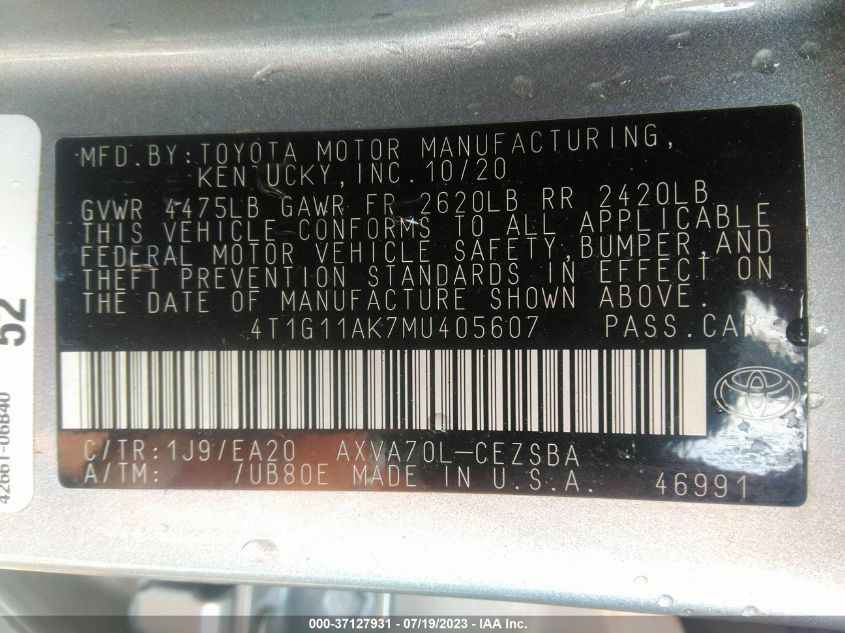 MFD.BY:TOYOTA MOTOR MANUFACTURING,
KENTUCKY,INC.10/20
GVWR 4475LB GAWR FR 2620LB RR 2420LB
THIS VEHICLE CONFORMS TO ALL APPLICABLE
FEDERAL MOTOR VEHICLE SAFETY,BUMPER,AND
THEFT PREVENTION STANDARDS IN EFFECT ON
THE DATE OF MANUFACTURE SHOWN ABOVE.
4T1G11AK7MU405607 PASS.CAR
C/TR:1J9/EA20 AXVA70L-CEZSBA
A/TM: /UB80E MADE IN U.S.A. 46991
52
42661-06B40
000-37127931 - 07/19/2023 - IAA Inc.